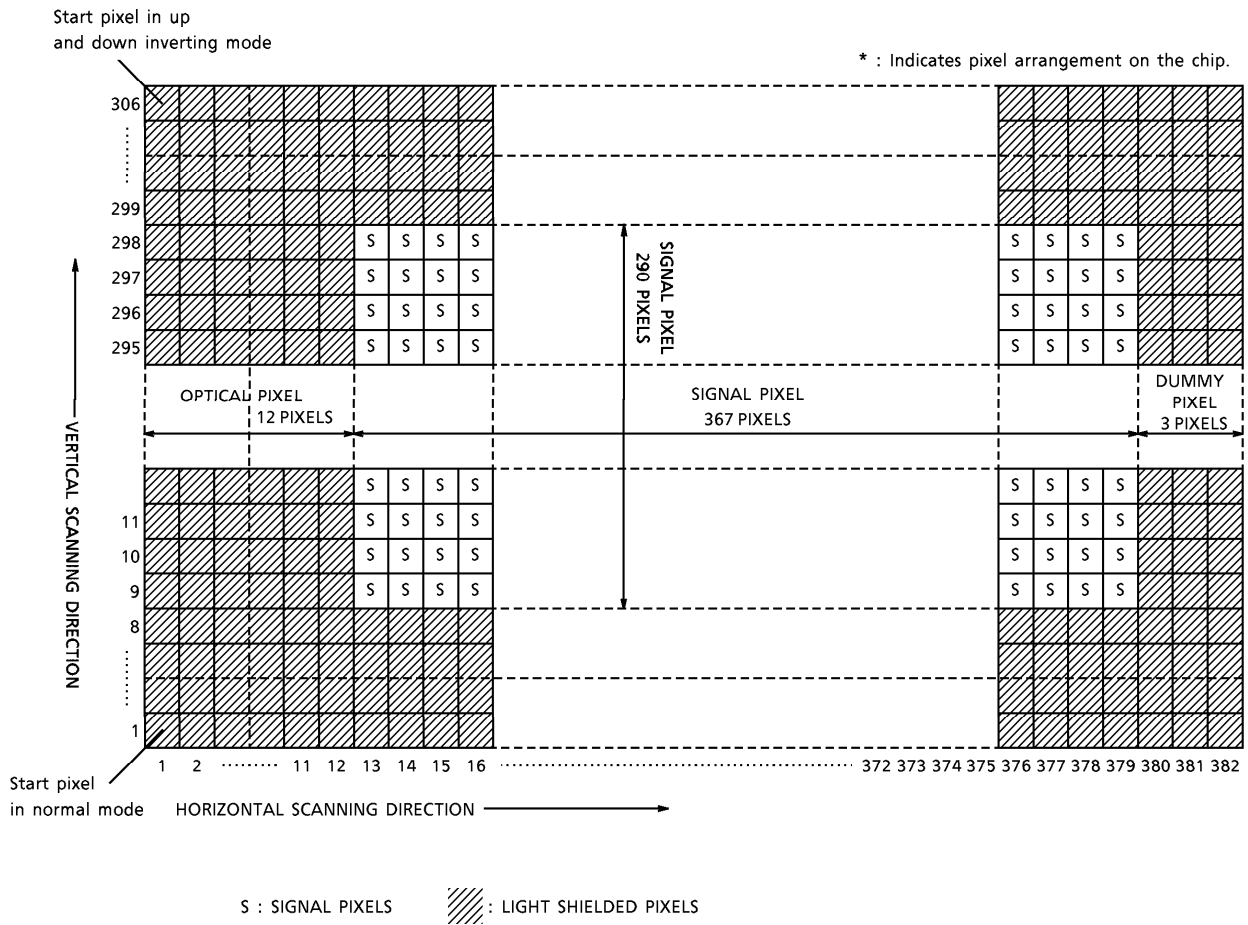 Start pixel in up
and down inverting mode
* : Indicates pixel arrangement on the chip.
306
299
298 S S S S S S S S
297 S S S S S S S S
296 S S S S S S S S
295 S S S S S S S S
SIGNAL PIXEL
290 PIXELS
OPTICAL PIXEL
12 PIXELS
SIGNAL PIXEL
367 PIXELS
DUMMY
PIXEL
3 PIXELS
VERTICAL SCANNING DIRECTION
S S S S S S S S
11 S S S S S S S S
10 S S S S S S S S
9 S S S S S S S S
8
1
1 2 ........ 11 12 13 14 15 16 ........ 372 373 374 375 376 377 378 379 380 381 382
Start pixel
in normal mode
HORIZONTAL SCANNING DIRECTION
S : SIGNAL PIXELS
: LIGHT SHIELDED PIXELS